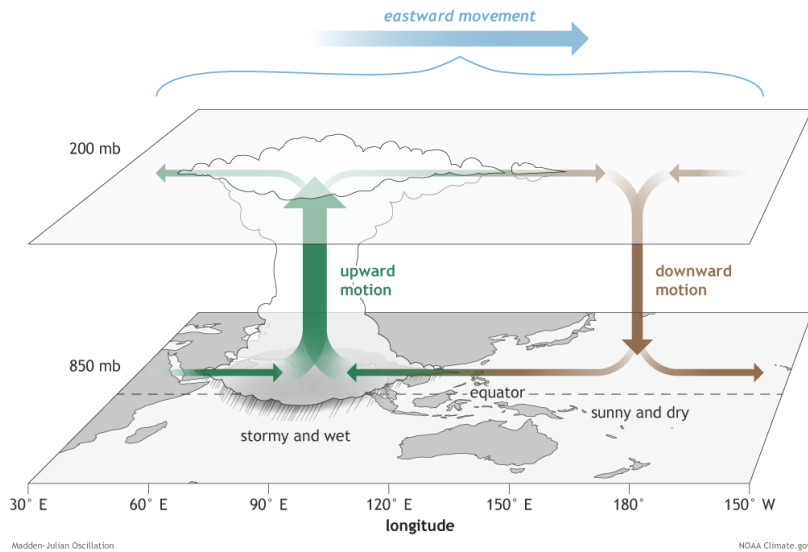 eastward movement
200 mb
upward
motion
downward
motion
850 mb
equator
stormy and wet
sunny and dry
30° E
60° E
90° E
120° E
150° E
180° E
150° W
longitude
Madden-Julian Oscillation
NOAA Climate.gov